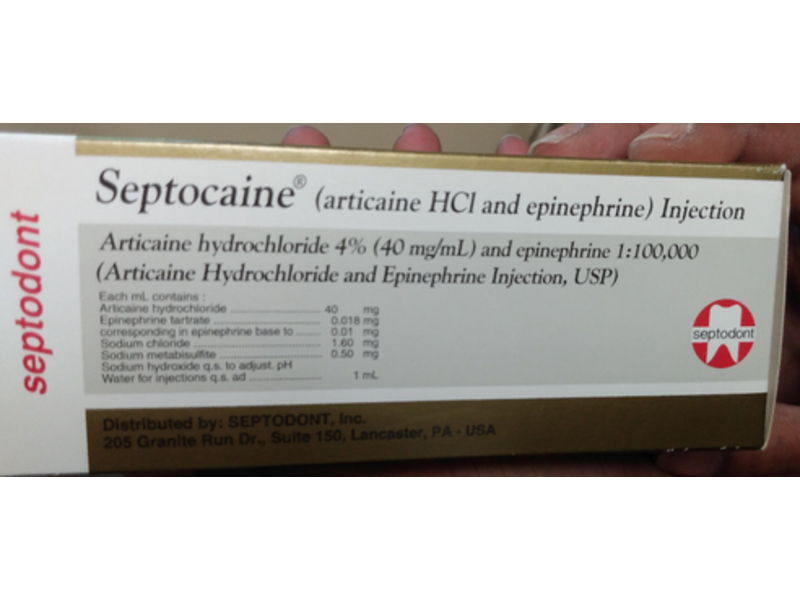 septodont
Septocaine® (articaine HCl and epinephrine) Injection
Articaine hydrochloride 4% (40 mg/mL) and epinephrine 1:100,000
(Articaine Hydrochloride and Epinephrine Injection, USP)
Each mL contains :
Articaine hydrochloride ........................ 40 mg
Epinephrine tartrate ............................. 0.018 mg
corresponding in epinephrine base to ...... 0.01 mg
Sodium chloride ................................... 1.60 mg
Sodium metabisulfite ............................ 0.50 mg
Sodium hydroxide q.s. to adjust. pH
Water for injections q.s. ad ................... 1 mL
septodont
Distributed by: SEPTODONT, Inc.
205 Granite Run Dr., Suite 150, Lancaster, PA - USA